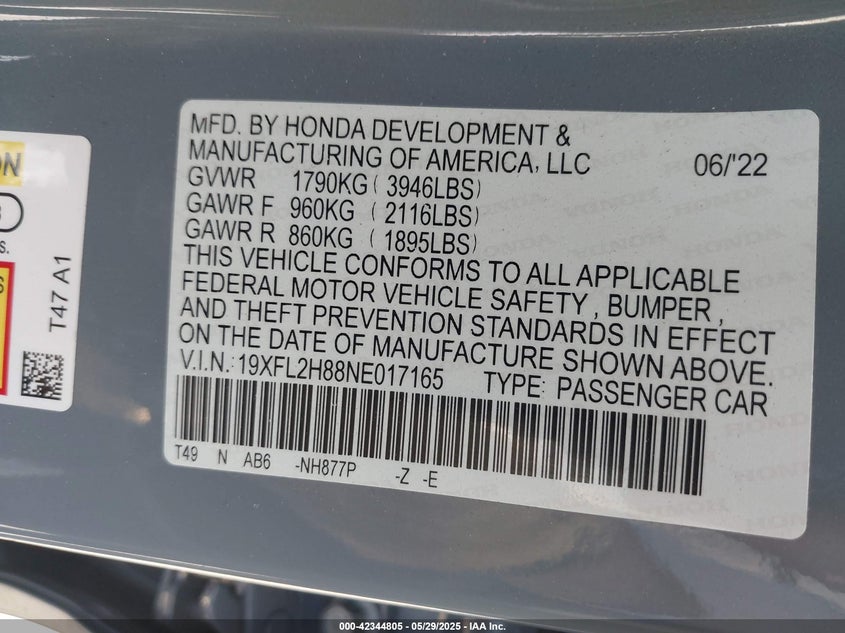 ON
S.
S
T47 A1
MFD. BY HONDA DEVELOPMENT &
MANUFACTURING OF AMERICA, LLC 06/'22
GVWR 1790KG ( 3946LBS)
GAWR F 960KG ( 2116LBS)
GAWR R 860KG ( 1895LBS)
THIS VEHICLE CONFORMS TO ALL APPLICABLE
FEDERAL MOTOR VEHICLE SAFETY , BUMPER ,
AND THEFT PREVENTION STANDARDS IN EFFECT
ON THE DATE OF MANUFACTURE SHOWN ABOVE.
V.I.N.: 19XFL2H88NE017165 TYPE: PASSENGER CAR
T49 N AB6 -NH877P -Z -E
000-42344805 - 05/29/2025 - IAA Inc.